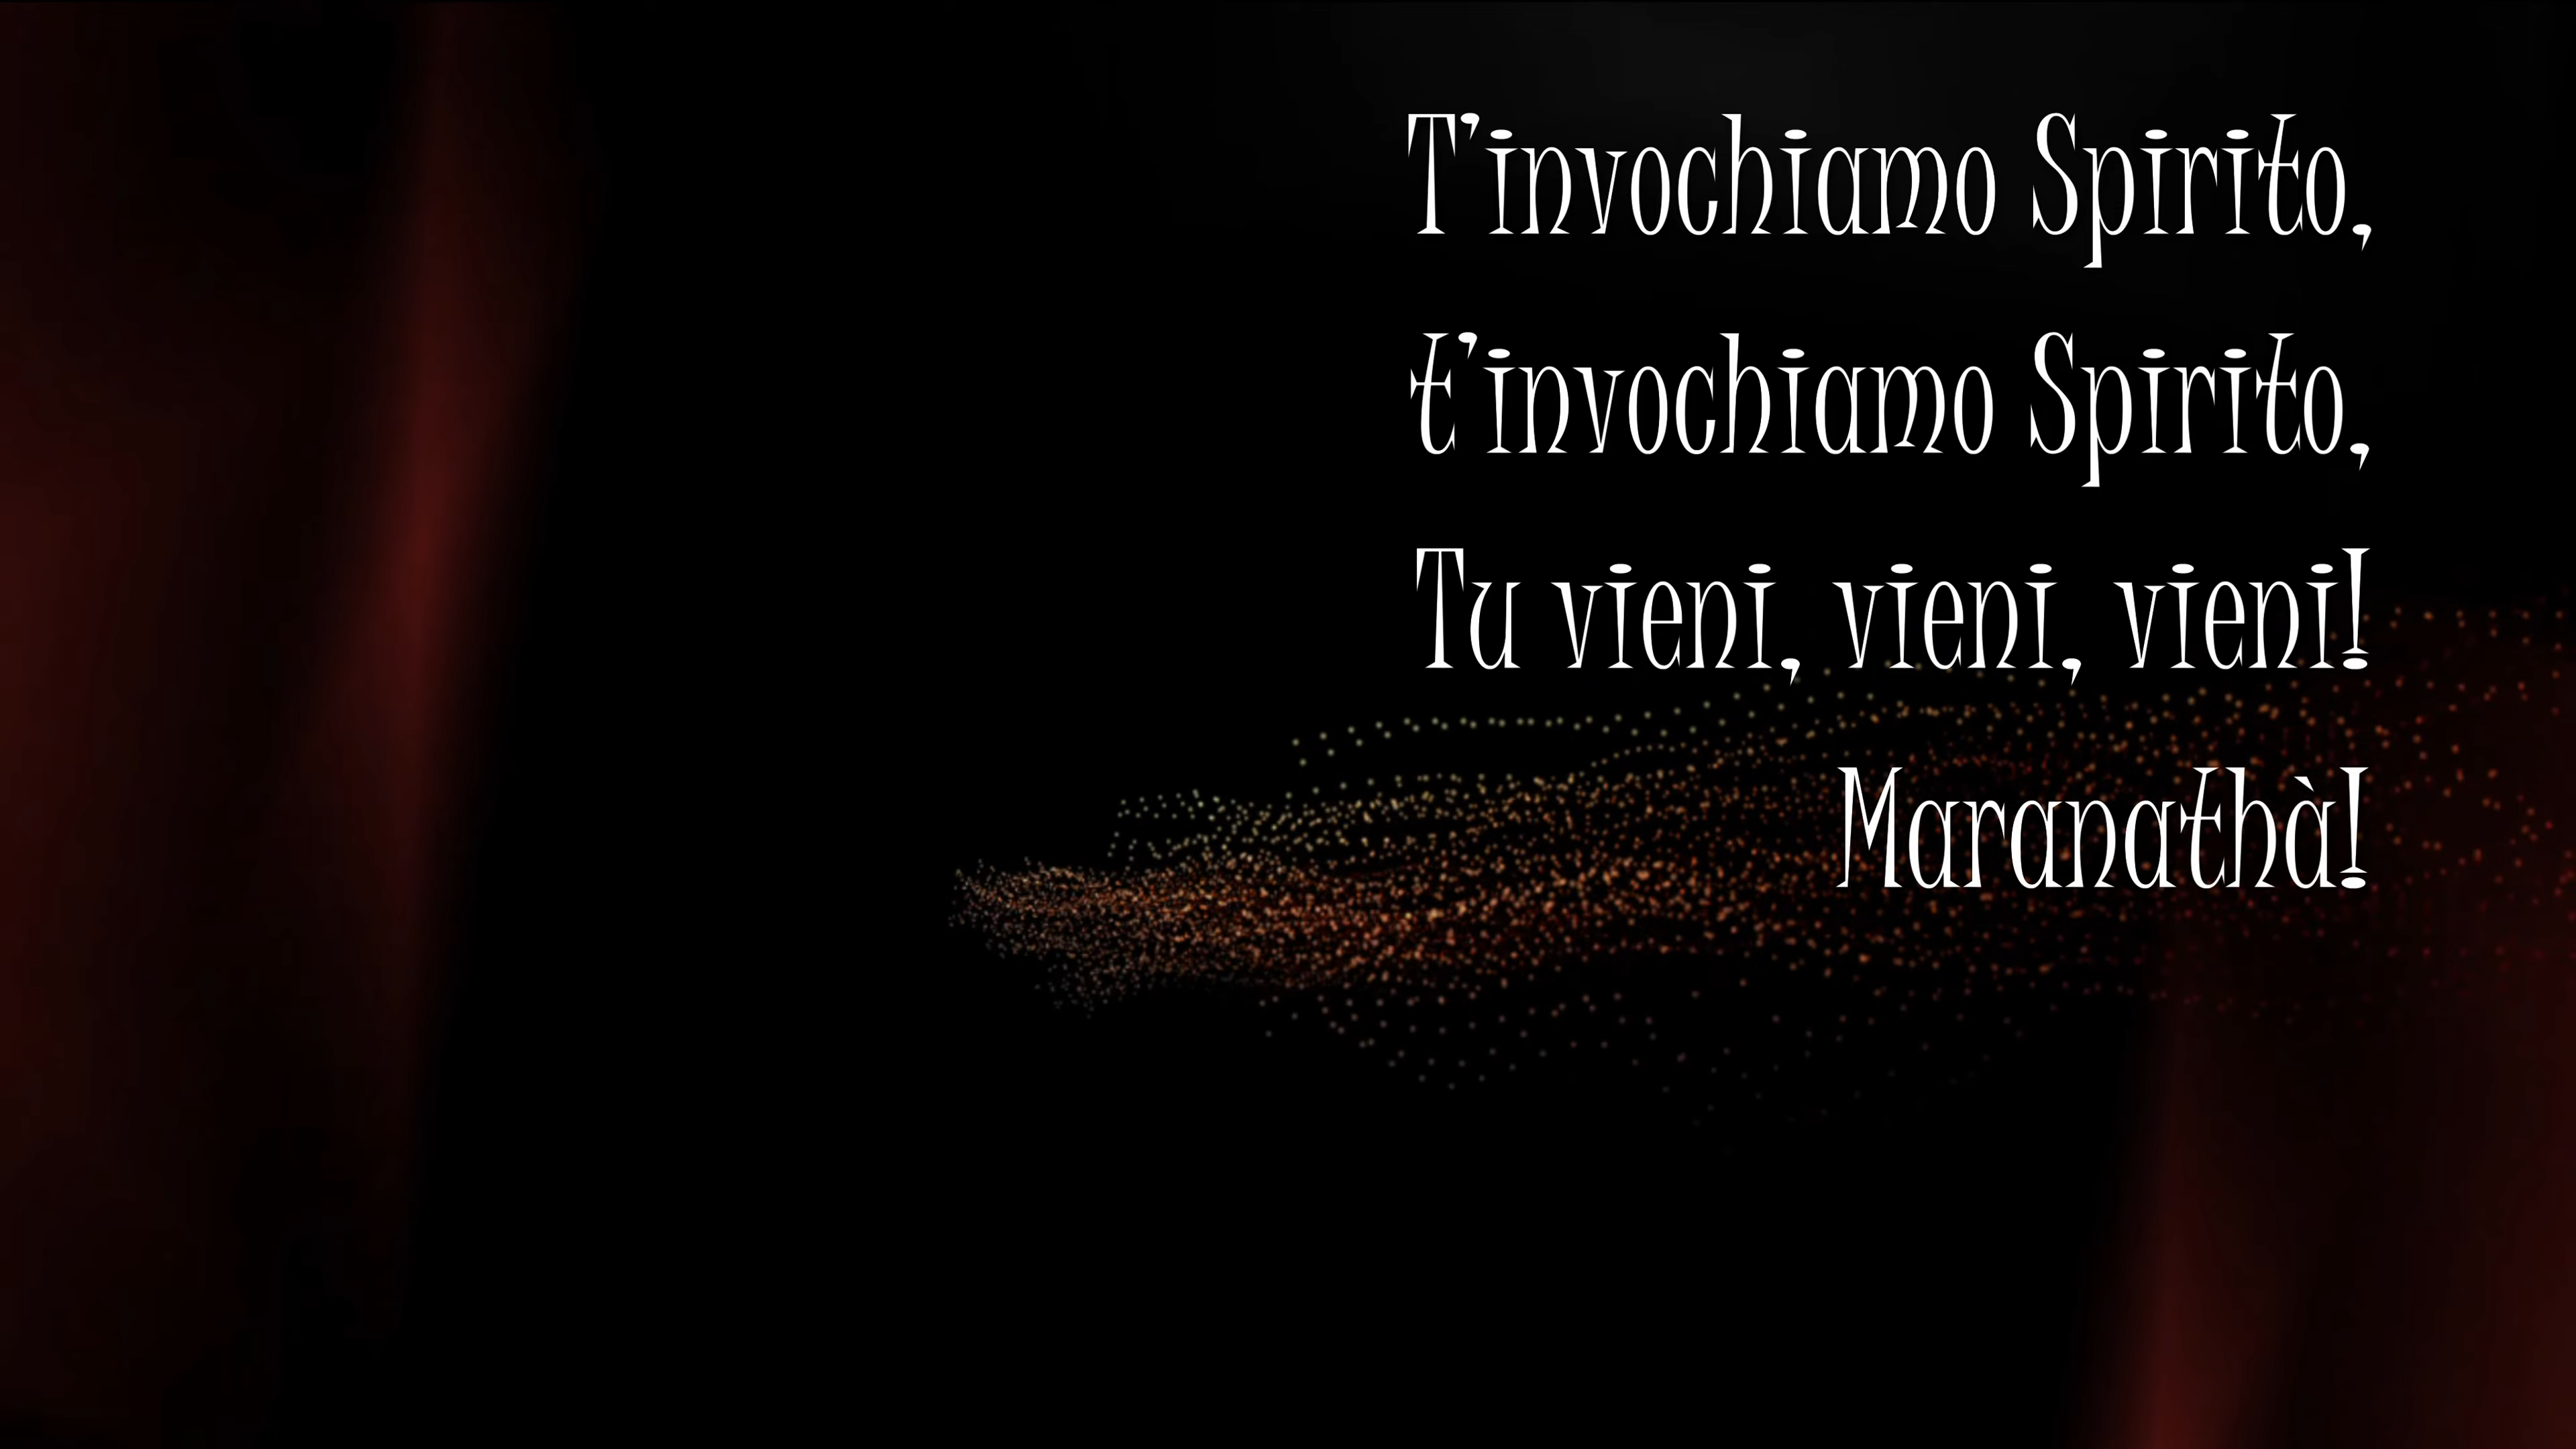 T'invochiamo Spirito,
t'invochiamo Spirito,
Tu vieni, vieni, vieni!
Maranathà!